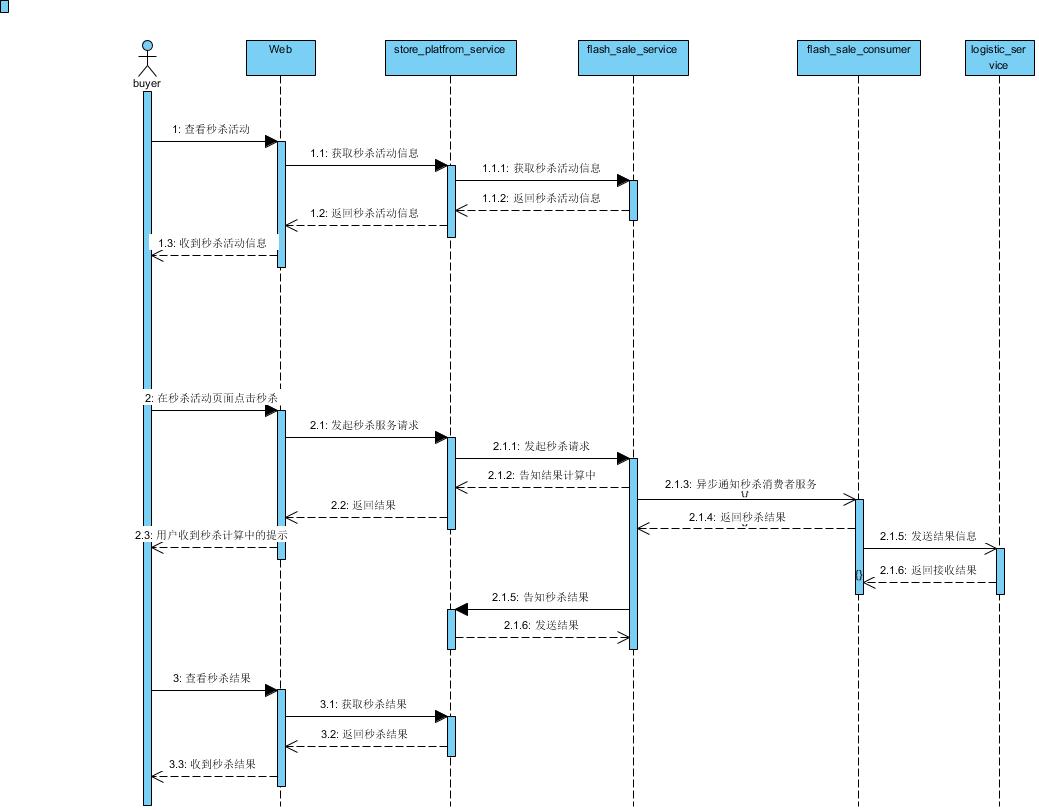 buyer
Web
store_platfrom_service
flash_sale_service
flash_sale_consumer
logistic_ser
vice
1: 查看秒杀活动
1.1: 获取秒杀活动信息
1.1.1: 获取秒杀活动信息
1.1.2: 返回秒杀活动信息
1.2: 返回秒杀活动信息
1.3: 收到秒杀活动信息
2: 在秒杀活动页面点击秒杀
2.1: 发起秒杀服务请求
2.1.1: 发起秒杀请求
2.1.2: 告知结果计算中
2.1.3: 异步通知秒杀消费者服务
2.2: 返回结果
2.1.4: 返回秒杀结果
2.3: 用户收到秒杀计算中的提示
2.1.5: 发送结果信息
2.1.6: 返回接收结果
{}
2.1.5: 告知秒杀结果
2.1.6: 发送结果
3: 查看秒杀结果
3.1: 获取秒杀结果
3.2: 返回秒杀结果
3.3: 收到秒杀结果